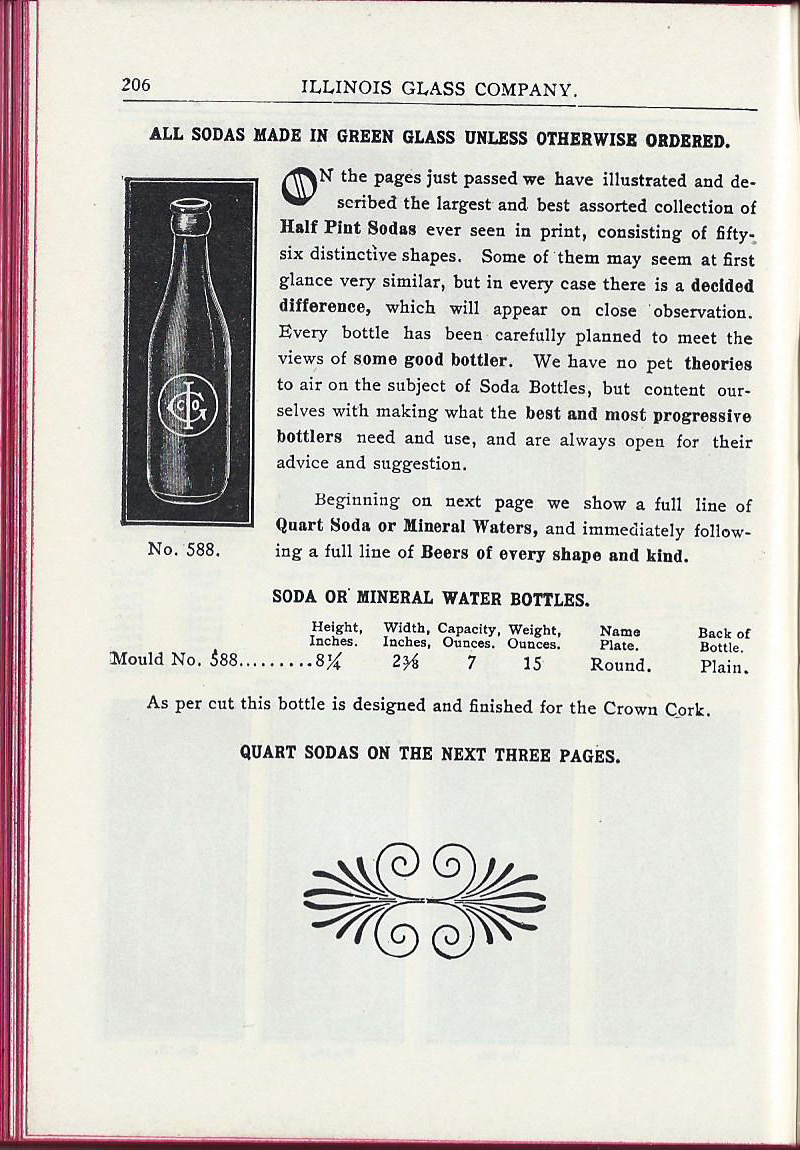 206 ILLINOIS GLASS COMPANY.
ALL SODAS MADE IN GREEN GLASS UNLESS OTHERWISE ORDERED.
ON the pages just passed we have illustrated and de-
scribed the largest and best assorted collection of
Half Pint Sodas ever seen in print, consisting of fifty-
six distinctive shapes. Some of them may seem at first
glance very similar, but in every case there is a decided
difference, which will appear on close observation.
Every bottle has been carefully planned to meet the
views of some good bottler. We have no pet theories
to air on the subject of Soda Bottles, but content our-
selves with making what the best and most progressive
bottlers need and use, and are always open for their
advice and suggestion.
IGCO
No. 588.
Beginning on next page we show a full line of
Quart Soda or Mineral Waters, and immediately follow-
ing a full line of Beers of every shape and kind.
SODA OR MINERAL WATER BOTTLES.
Height, Width, Capacity, Weight, Name Back of
Inches. Inches, Ounces. Ounces. Plate. Bottle.
Mould No. 588.........8¼ 2⅜ 7 15 Round. Plain.
As per cut this bottle is designed and finished for the Crown Cork.
QUART SODAS ON THE NEXT THREE PAGES.